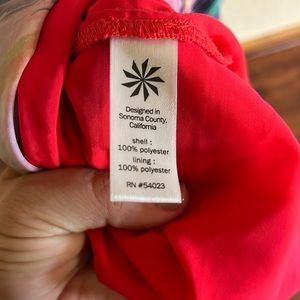 Designed in
Sonoma County,
California
shell :
100% polyester
lining :
100% polyester
RN #54023